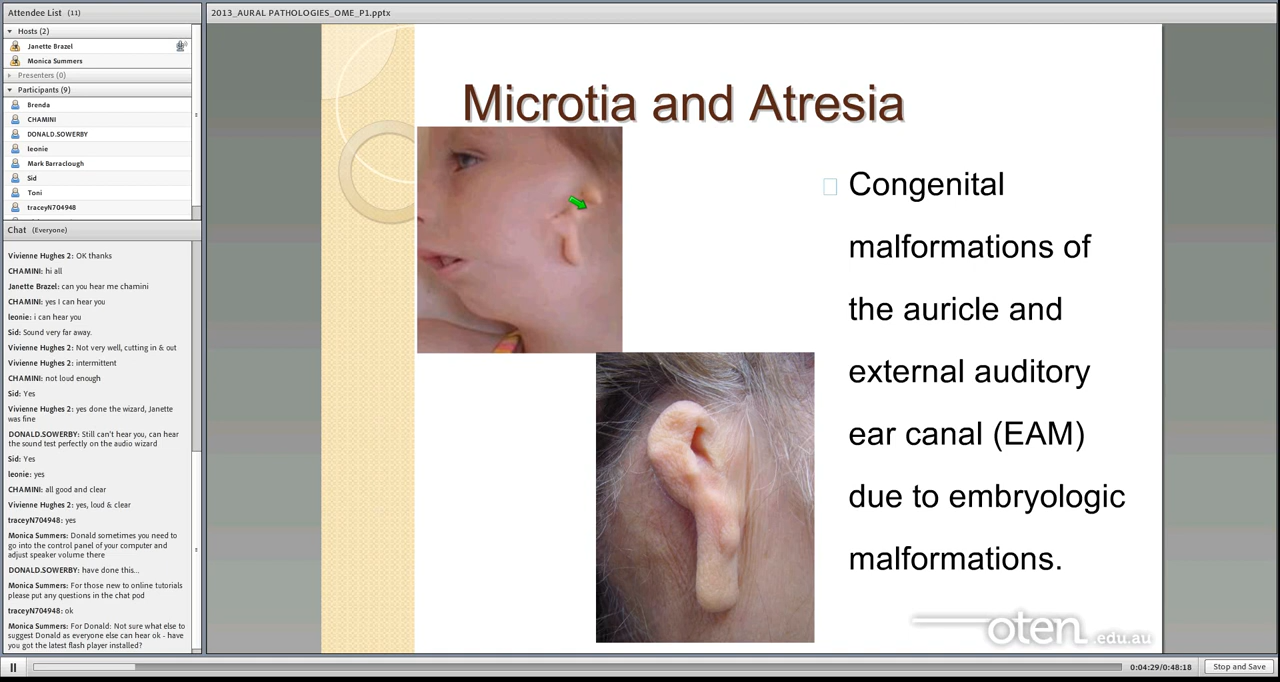 Attendee List (11)
Hosts (2)
Janette Brazel
Monica Summers
Presenters (0)
Participants (9)
Brenda
CHAMINI
DONALD.SOWERBY
leonie
Mark Barraclough
Sid
Toni
traceyN704948
Chat (Everyone)
Vivienne Hughes 2: OK thanks
CHAMINI: hi all
Janette Brazel: can you hear me chamini
CHAMINI: yes I can hear you
leonie: i can hear you
Sid: Sound very far away.
Vivienne Hughes 2: Not very well, cutting in & out
Vivienne Hughes 2: intermittent
CHAMINI: not loud enough
Sid: Yes
Vivienne Hughes 2: yes done the wizard, Janette
was fine
DONALD.SOWERBY: Still can't hear you, can hear
the sound test perfectly on the audio wizard
Sid: Yes
leonie: yes
CHAMINI: all good and clear
Vivienne Hughes 2: yes, loud & clear
traceyN704948: yes
Monica Summers: Donald sometimes you need to
go into the control panel of your computer and
adjust speaker volume there
DONALD.SOWERBY: have done this...
Monica Summers: For those new to online tutorials
please put any questions in the chat pod
traceyN704948: ok
Monica Summers: For Donald: Not sure what else to
suggest Donald as everyone else can hear ok - have
you got the latest flash player installed?
2013_AURAL PATHOLOGIES_OME_P1.pptx
Microtia and Atresia
Congenital
malformations of
the auricle and
external auditory
ear canal (EAM)
due to embryologic
malformations.
oten.edu.au
0:04:29/0:48:18
Stop and Save